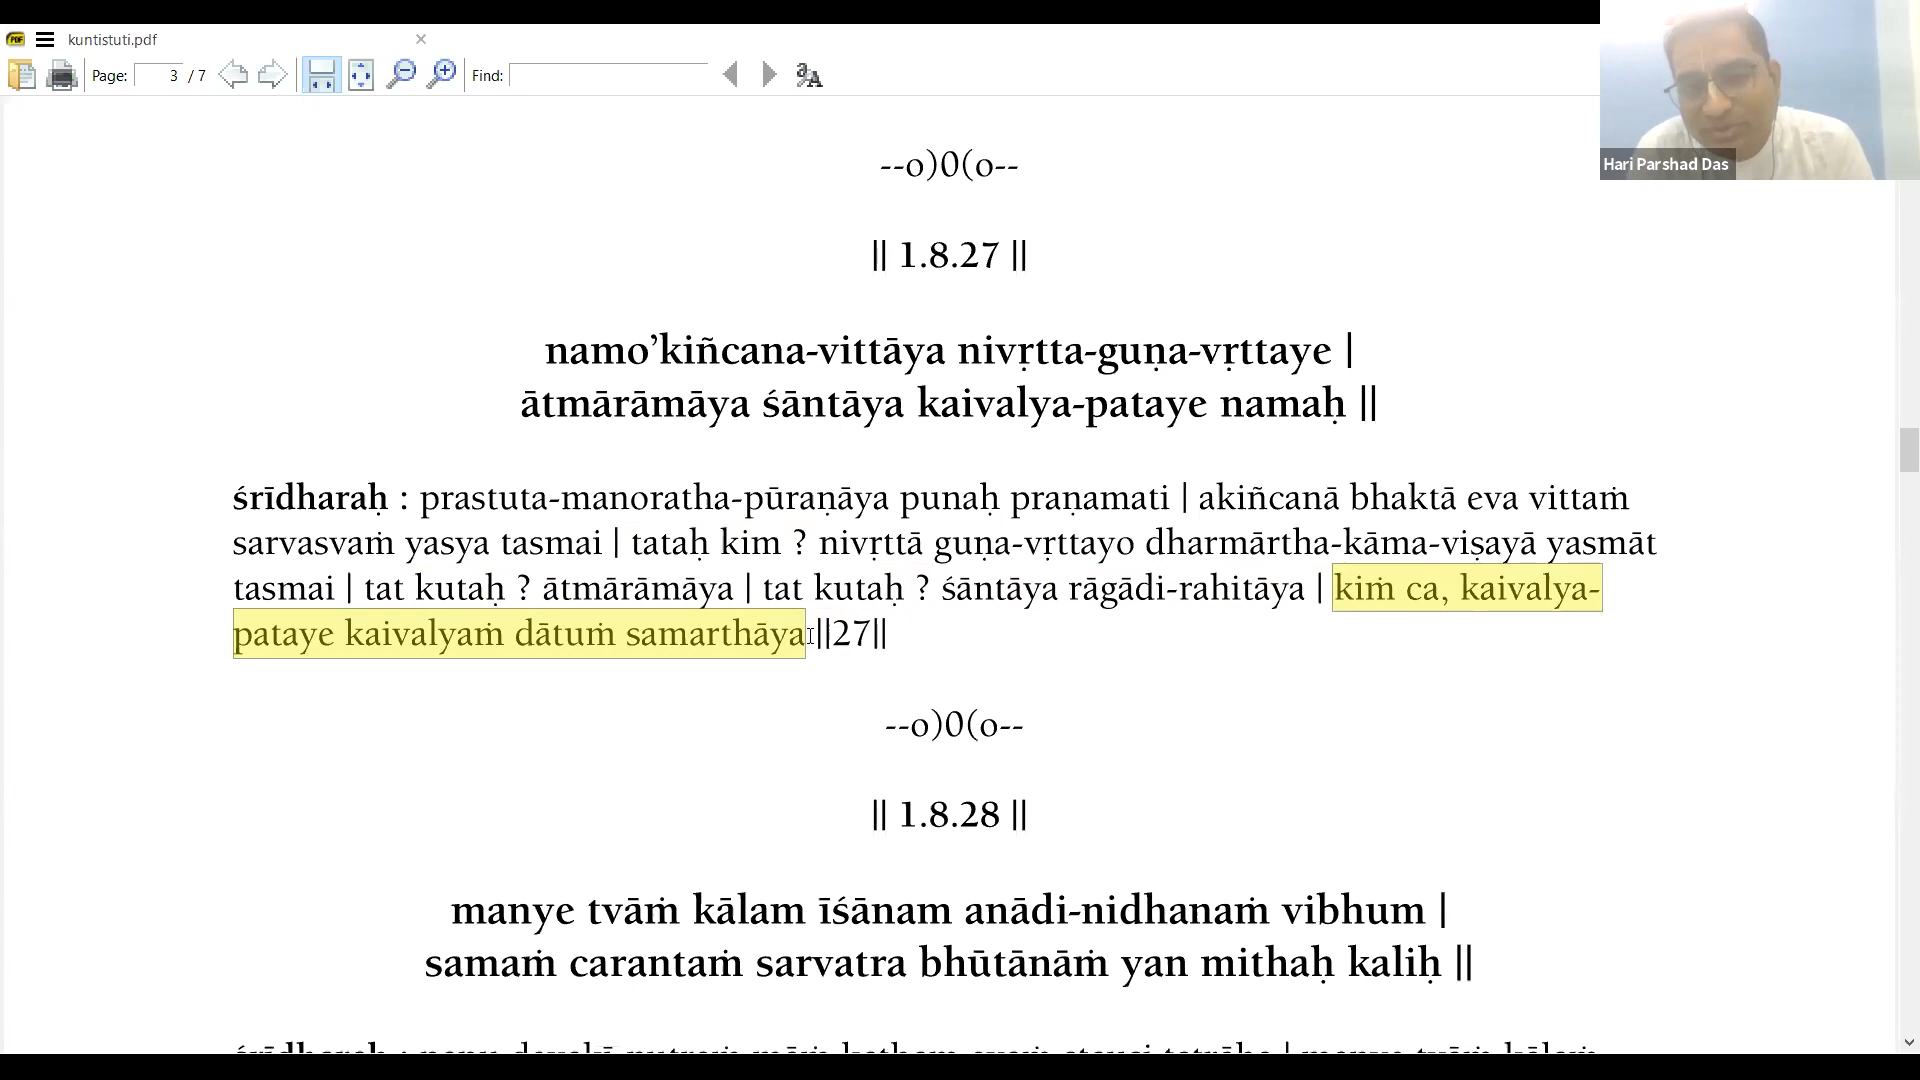 kuntistuti.pdf
Page: 3 / 7 Find:
Hari Parshad Das
--o)0(o--
|| 1.8.27 ||
namo’kiñcana-vittāya nivṛtta-guṇa-vṛttaye |
ātmārāmāya śāntāya kaivalya-pataye namaḥ ||
śrīdharaḥ : prastuta-manoratha-pūraṇāya punaḥ praṇamati | akiñcanā bhaktā eva vittaṁ
sarvasvaṁ yasya tasmai | tataḥ kim ? nivṛttā guṇa-vṛttayo dharmārtha-kāma-viṣayā yasmāt
tasmai | tat kutaḥ ? ātmārāmāya | tat kutaḥ ? śāntāya rāgādi-rahitāya | kiṁ ca, kaivalya-
pataye kaivalyaṁ dātuṁ samarthāya ||27||
--o)0(o--
|| 1.8.28 ||
manye tvāṁ kālam īśānam anādi-nidhanaṁ vibhum |
samaṁ carantaṁ sarvatra bhūtānāṁ yan mithaḥ kaliḥ ||